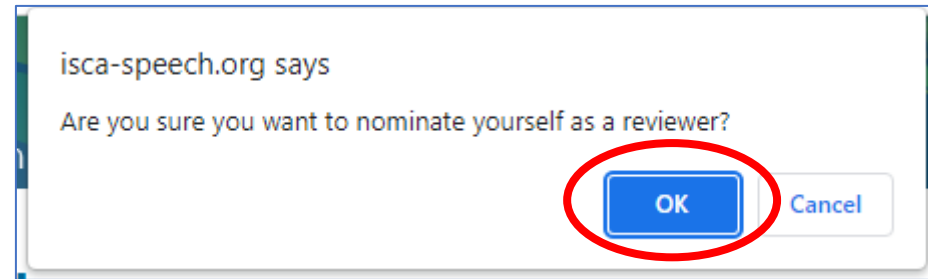 isca-speech.org says
Are you sure you want to nominate yourself as a reviewer?
OK Cancel